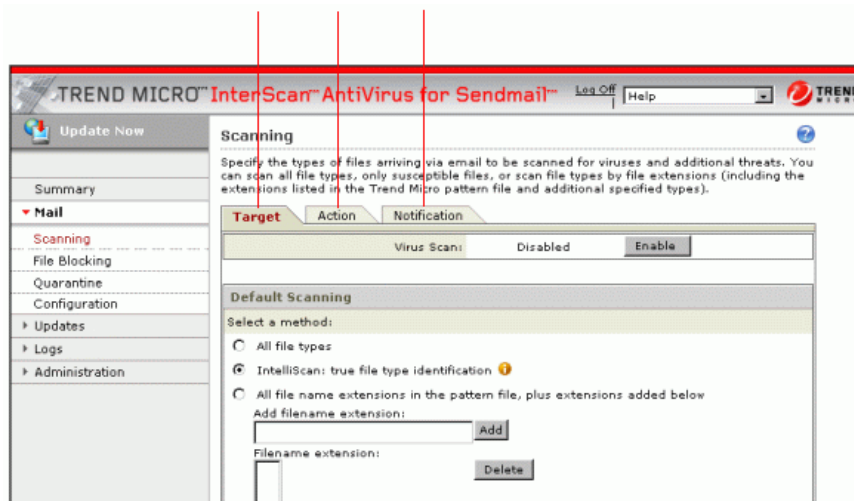 TREND MICRO™ InterScan™ AntiVirus for Sendmail™ Log Off Help
Update Now
Summary
Mail
Scanning
File Blocking
Quarantine
Configuration
Updates
Logs
Administration
Scanning
Specify the types of files arriving via email to be scanned for viruses and additional threats. You
can scan all file types, only susceptible files, or scan file types by file extensions (including the
extensions listed in the Trend Micro pattern file and additional specified types).
Target Action Notification
Virus Scan: Disabled Enable
Default Scanning
Select a method:
All file types
IntelliScan: true file type identification
All file name extensions in the pattern file, plus extensions added below
Add filename extension:
Add
Filename extension:
Delete